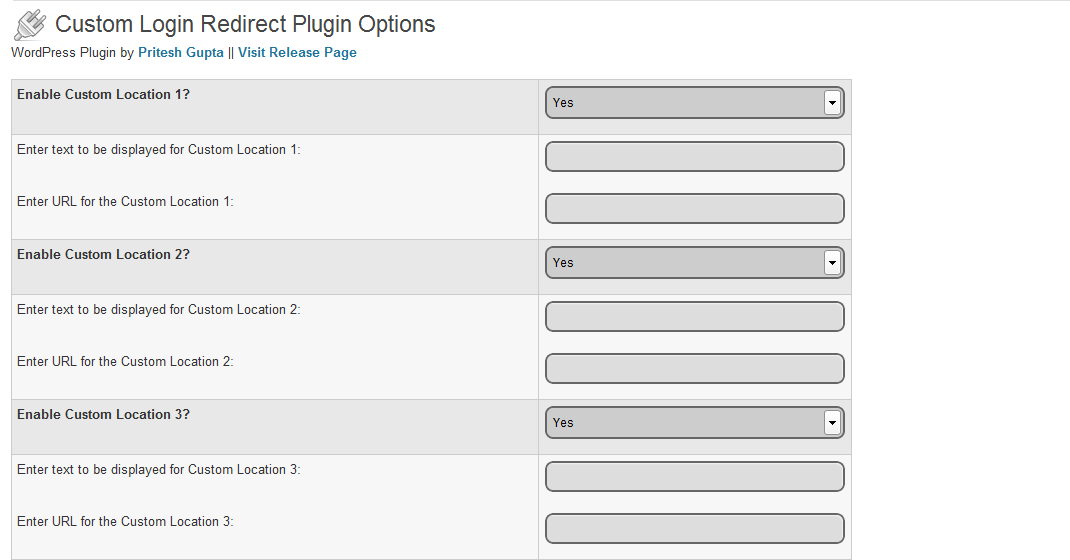 Custom Login Redirect Plugin Options
WordPress Plugin by Pritesh Gupta || Visit Release Page
Enable Custom Location 1?
Yes
Enter text to be displayed for Custom Location 1:
Enter URL for the Custom Location 1:
Enable Custom Location 2?
Yes
Enter text to be displayed for Custom Location 2:
Enter URL for the Custom Location 2:
Enable Custom Location 3?
Yes
Enter text to be displayed for Custom Location 3:
Enter URL for the Custom Location 3: